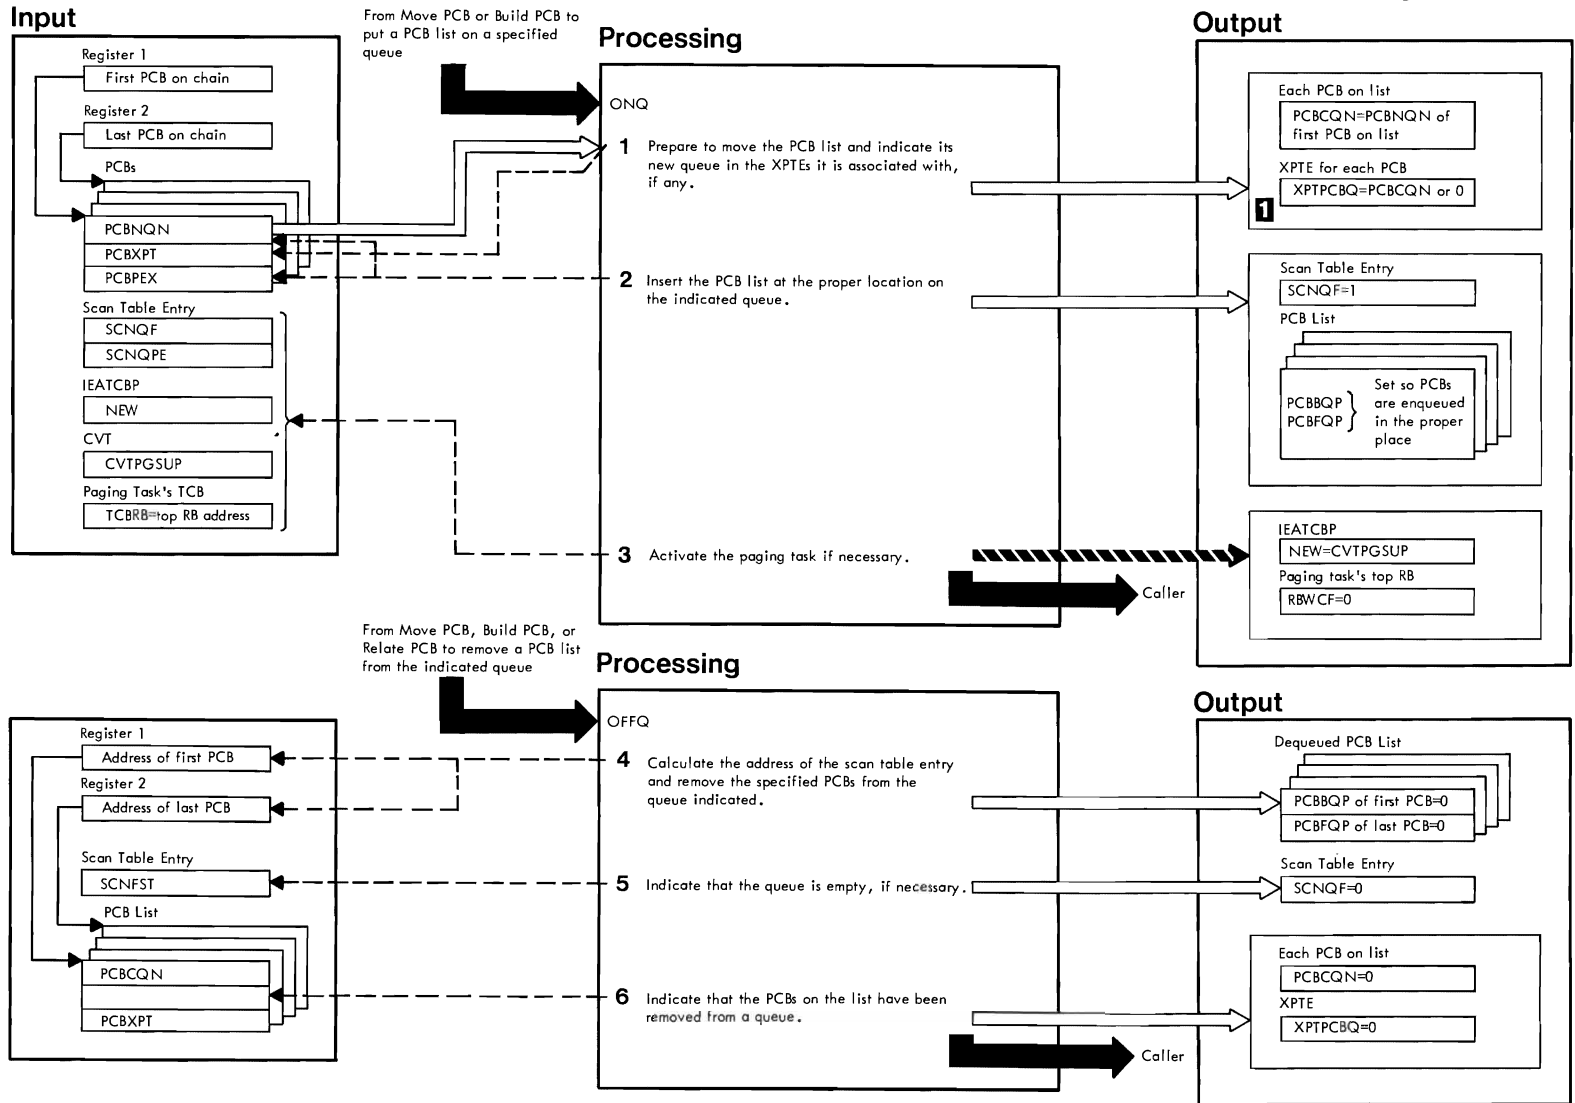 Input
Register 1
First PCB on chain
Register 2
Last PCB on chain
PCBs
PCBNQN
PCBXPT
PCBPEX
Scan Table Entry
SCNQF
SCNQPE
IEATCBP
NEW
CVT
CVTPGSUP
Paging Task's TCB
TCBRB=top RB address
From Move PCB or Build PCB to
put a PCB list on a specified
queue
Processing
ONQ
1 Prepare to move the PCB list and indicate its
new queue in the XPTEs it is associated with,
if any.
2 Insert the PCB list at the proper location on
the indicated queue.
3 Activate the paging task if necessary.
Caller
Output
Each PCB on list
PCBCQN=PCBNQN of
first PCB on list
XPTE for each PCB
XPTPCBQ=PCBCQN or 0
1
Scan Table Entry
SCNQF=1
PCB List
PCBBQP
PCBFQP
Set so PCBs
are enqueued
in the proper
place
IEATCBP
NEW=CVTPGSUP
Paging task's top RB
RBWCF=0
From Move PCB, Build PCB, or
Relate PCB to remove a PCB list
from the indicated queue
Register 1
Address of first PCB
Register 2
Address of last PCB
Scan Table Entry
SCNFST
PCB List
PCBCQN
PCBXPT
Processing
OFFQ
4 Calculate the address of the scan table entry
and remove the specified PCBs from the
queue indicated.
5 Indicate that the queue is empty, if necessary.
6 Indicate that the PCBs on the list have been
removed from a queue.
Caller
Output
Dequeued PCB List
PCBBQP of first PCB=0
PCBFQP of last PCB=0
Scan Table Entry
SCNQF=0
Each PCB on list
PCBCQN=0
XPTE
XPTPCBQ=0